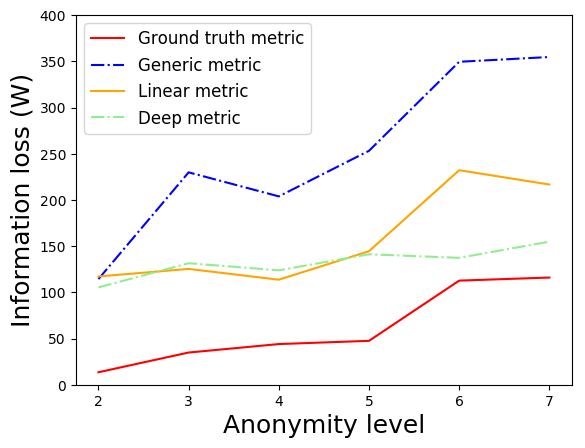 400
350
300
250
200
150
100
50
0
Information loss (W)
Ground truth metric
Generic metric
Linear metric
Deep metric
2 3 4 5 6 7
Anonymity level